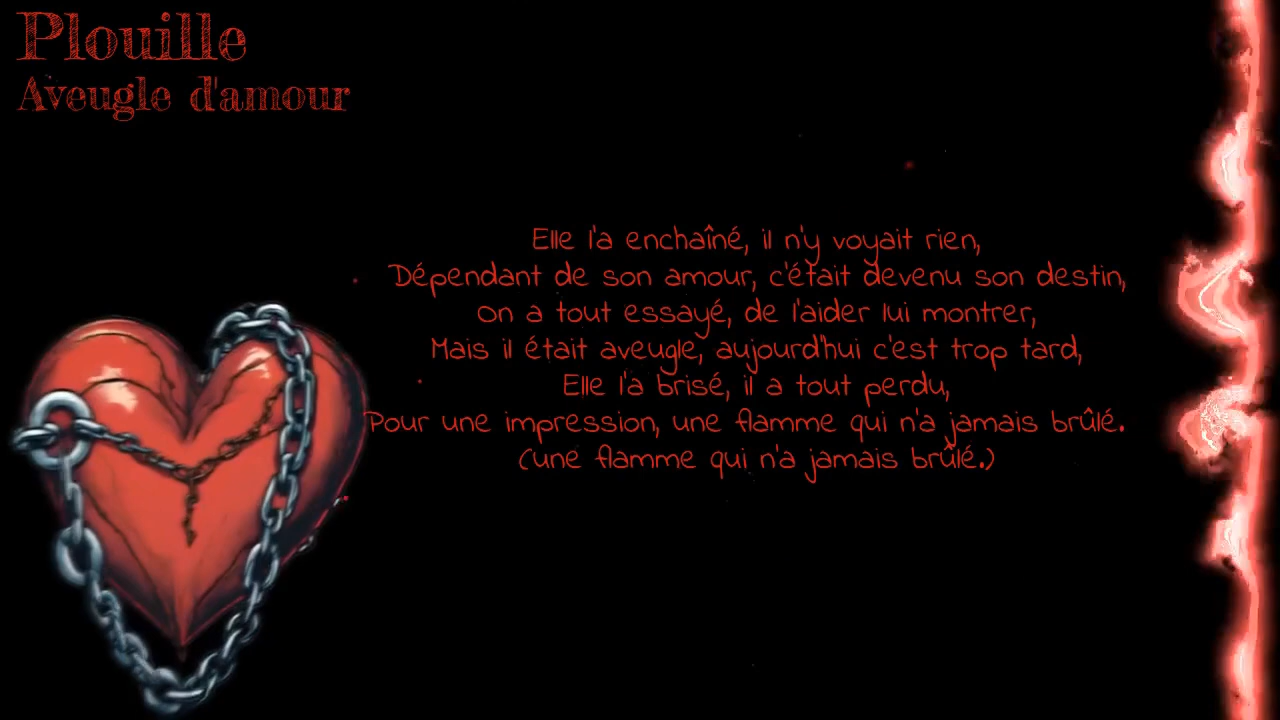 Plouille
Aveugle d'amour
Elle l'a enchaîné, il n'y voyait rien,
Dépendant de son amour, c'était devenu son destin,
On a tout essayé, de l'aider lui montrer,
Mais il était aveugle, aujourd'hui c'est trop tard,
Elle l'a brisé, il a tout perdu,
Pour une impression, une flamme qui n'a jamais brûlé.
(une flamme qui n'a jamais brûlé.)